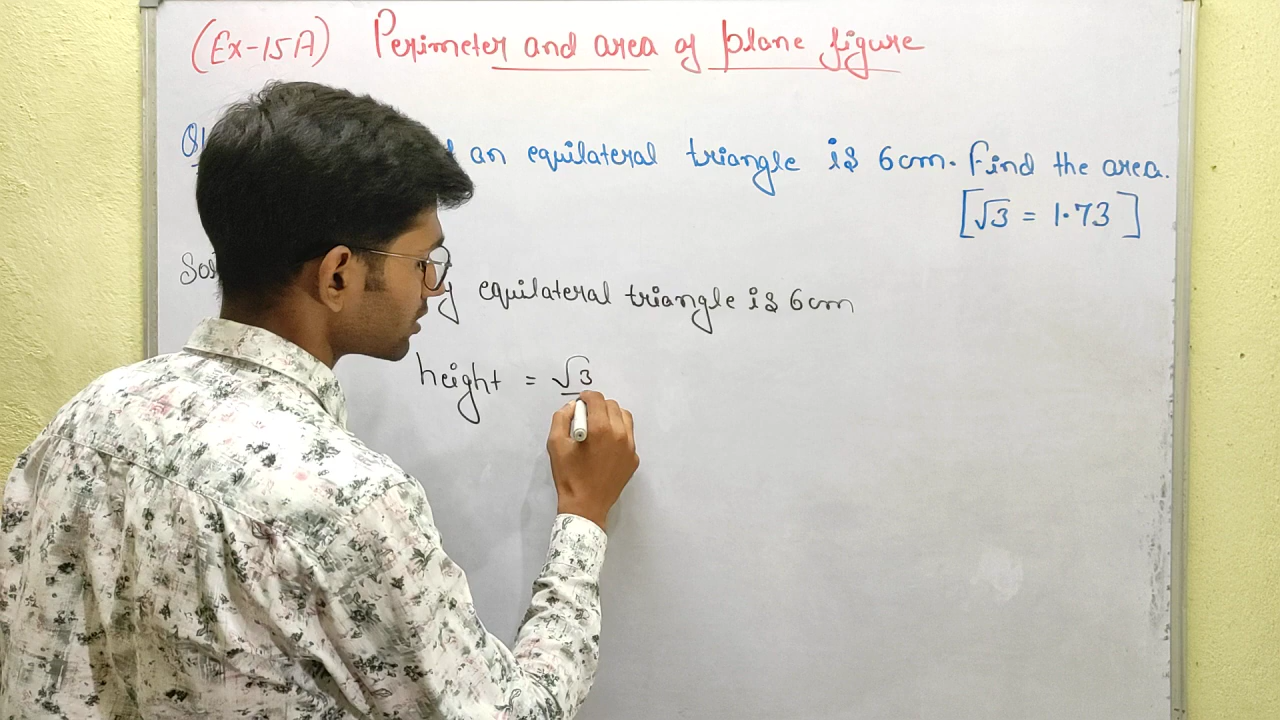 (Ex-15A) Perimeter and area of plane figure
an equilateral triangle is 6cm. Find the area.
[√3 = 1.73]
equilateral triangle is 6cm
height = √3